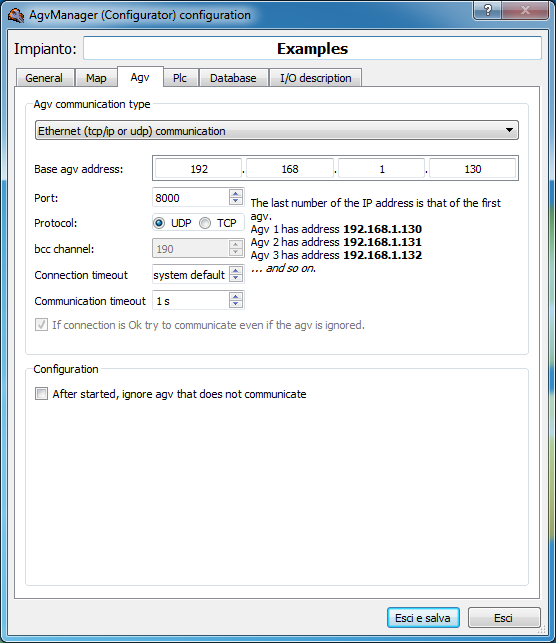 AgvManager (Configurator) configuration
?
Impianto: Examples
General Map Agv Plc Database I/O description
Agv communication type
Ethernet (tcp/ip or udp) communication
Base agv address: 192 . 168 . 1 . 130
Port: 8000
The last number of the IP address is that of the first
agv.
Protocol: UDP TCP
Agv 1 has address 192.168.1.130
Agv 2 has address 192.168.1.131
bcc channel: 190
Agv 3 has address 192.168.1.132
... and so on.
Connection timeout system default
Communication timeout 1 s
If connection is Ok try to communicate even if the agv is ignored.
Configuration
After started, ignore agv that does not communicate
Esci e salva Esci